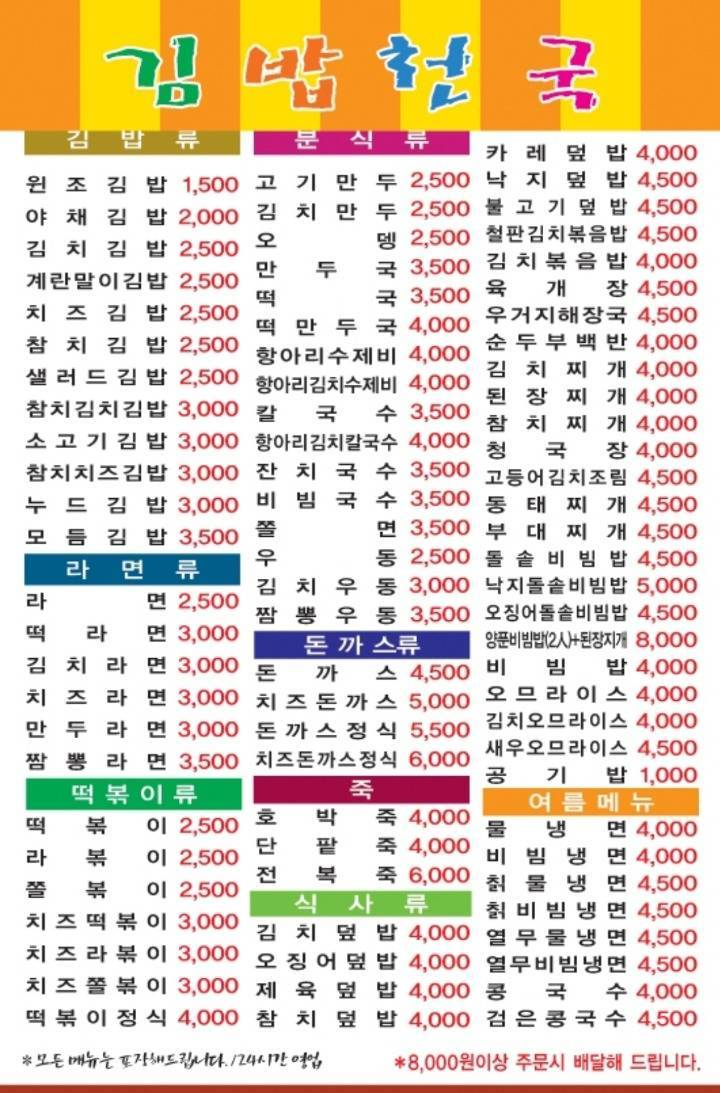 김밥천국
김밥류
원조김밥 1,500
야채김밥 2,000
김치김밥 2,500
계란말이김밥 2,500
치즈김밥 2,500
참치김밥 2,500
샐러드김밥 2,500
참치김치김밥 3,000
소고기김밥 3,000
참치치즈김밥 3,000
누드김밥 3,000
모듬김밥 3,500
라면류
라면 2,500
떡라면 3,000
김치라면 3,000
치즈라면 3,000
만두라면 3,000
짬뽕라면 3,500
떡볶이류
떡볶이 2,500
라볶이 2,500
쫄볶이 2,500
치즈떡볶이 3,000
치즈라볶이 3,000
치즈쫄볶이 3,000
떡볶이정식 4,000
분식류
고기만두 2,500
김치만두 2,500
오뎅 2,500
만두국 3,500
떡국 3,500
떡만두국 4,000
항아리수제비 4,000
항아리김치수제비 4,000
칼국수 3,500
항아리김치칼국수 4,000
잔치국수 3,500
비빔국수 3,500
쫄면 3,500
우동 2,500
김치우동 3,000
짬뽕우동 3,500
돈까스류
돈까스 4,500
치즈돈까스 5,000
돈까스정식 5,500
치즈돈까스정식 6,000
죽
호박죽 4,000
단팥죽 4,000
전복죽 6,000
식사류
김치덮밥 4,000
오징어덮밥 4,000
제육덮밥 4,000
참치덮밥 4,000
카레덮밥 4,000
낙지덮밥 4,500
불고기덮밥 4,500
철판김치볶음밥 4,500
김치볶음밥 4,000
육개장 4,500
우거지해장국 4,500
순두부백반 4,000
김치찌개 4,000
된장찌개 4,000
참치찌개 4,000
청국장 4,000
고등어김치조림 4,500
동태찌개 4,500
부대찌개 4,500
돌솥비빔밥 4,500
낙지돌솥비빔밥 5,000
오징어돌솥비빔밥 4,500
양푼비빔밥(2人)+된장지개 8,000
비빔밥 4,000
오므라이스 4,000
김치오므라이스 4,000
새우오므라이스 4,500
공기밥 1,000
여름메뉴
물냉면 4,000
비빔냉면 4,000
칡물냉면 4,500
칡비빔냉면 4,500
열무물냉면 4,500
열무비빔냉면 4,500
콩국수 4,000
검은콩국수 4,500
*모든 메뉴는 포장해드립니다./24시간 영업
*8,000원이상 주문시 배달해 드립니다.